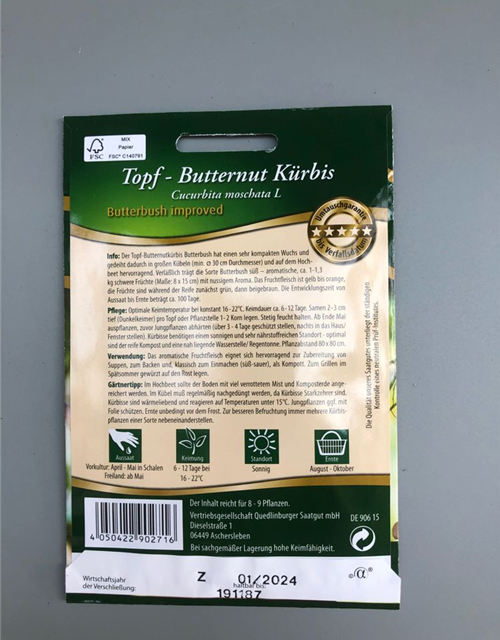 MIX
Papier
FSC
FSC® C140791
Topf - Butternut Kürbis
Cucurbita moschata L
Butterbush improved
Umtauschgarantie
bis Verfallsdatum
Info: Der Topf-Butternutkürbis Butterbush hat einen sehr kompakten Wuchs und
gedeiht dadurch in großen Kübeln (min. ∅ 30 cm Durchmesser) und auf dem Hoch-
beet hervorragend. Verläßlich trägt die Sorte Butterbush süß – aromatische, ca. 1-1,3
kg schwere Früchte (Maße: 8 x 15 cm) mit nussigem Aroma. Das Fruchtfleisch ist gelb bis orange,
die Früchte sind während der Reife zunächst grün, dann beigebraun. Die Entwicklungszeit von
Aussaat bis Ernte beträgt ca. 100 Tage.
Pflege: Optimale Keimtemperatur bei konstant 16 -22°C, Keimdauer ca. 6 -12 Tage. Samen 2–3 cm
tief (Dunkelkeimer) pro Topf oder Pflanzstelle 1- 2 Korn legen. Stetig feucht halten. Ab Ende Mai
auspflanzen, zuvor Jungpflanzen abhärten (über 3 - 4 Tage geschützt stellen, nachts in das Haus/
Fenster stellen). Kürbisse benötigen einen sonnigen und sehr nährstoffreichen Standort - optimal
sind der reife Kompost und eine nah liegende Wasserstelle/ Regentonne. Pflanzabstand 80 x 80 cm.
Verwendung: Das aromatische Fruchtfleisch eignet sich hervorragend zur Zubereitung von
Suppen, zum Backen und, klassisch zum Einmachen (süß-sauer), als Kompott. Zum Grillen im
Spätsommer gewürzt auf den Rost legen.
Gärtnertipp: Im Hochbeet sollte der Boden mit viel verrottetem Mist und Komposterde ange-
reichert werden. Im Kübel muß regelmäßig nachgedüngt werden, da Kürbisse Starkzehrer sind.
Kürbisse sind wärmeliebend und reagieren auf Temperaturen unter 15°C. Jungpflanzen ggf. mit
Folie schützen. Ernte unbedingt vor dem Frost. Zur besseren Befruchtung immer mehrere Kürbis-
pflanzen einer Sorte nebeneinanderstellen.
Die Qualität unseres Saatgutes unterliegt der ständigen
Kontrolle eines neutralen Prüf-Institutes.
Aussaat
Vorkultur: April - Mai in Schalen
Freiland: ab Mai
Keimung
6 - 12 Tage bei
16 - 22°C
Standort
Sonnig
Ernte
August - Oktober
4 050422 902716
Der Inhalt reicht für 8 - 9 Pflanzen.
Vertriebsgesellschaft Quedlinburger Saatgut mbH
Dieselstraße 1
06449 Aschersleben
Bei sachgemäßer Lagerung hohe Keimfähigkeit.
DE 906 15
Wirtschaftsjahr
der Verschließung:
Z
01/2024
haltbar bis:
191187